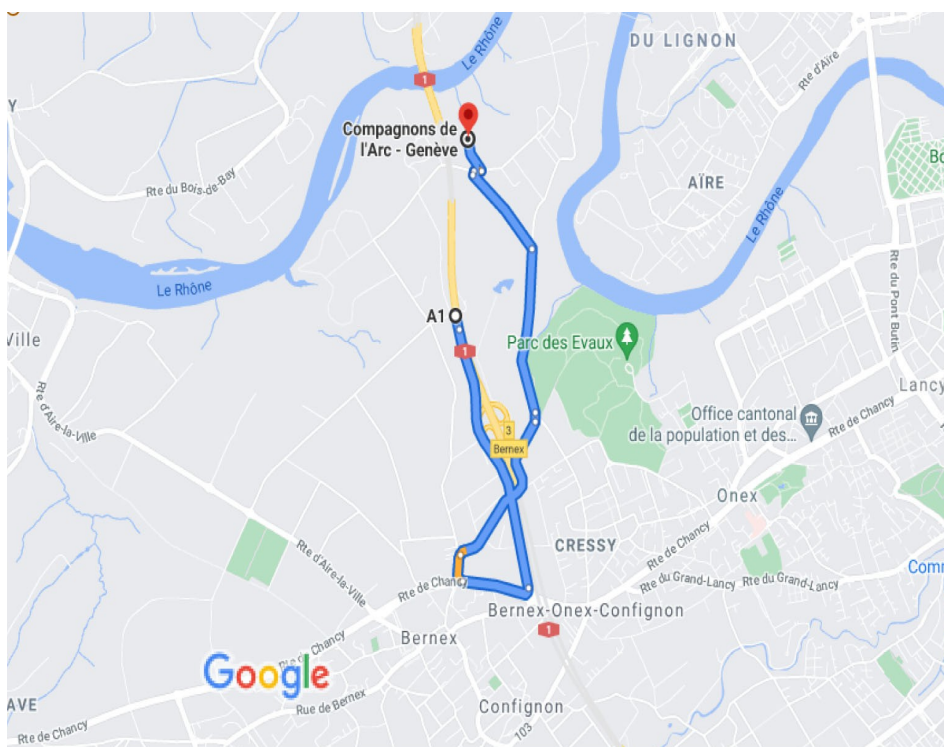 Le Rhône
DU LIGNON
Rte d'Aïre
1
Y
Compagnons de
l'Arc - Genève
Rte du Bois-de-Bay
AÏRE
Le Rhône
Le Rhône
Rte du Pont Butin
A1
1
Ville
Parc des Evaux
Lancy
Rte d'Aire-la-Ville
Office cantonal
de la population et des...
Rte de Chancy
3
Bernex
Onex
CRESSY
Rte de Chancy
Rte d'Aire-la-Ville
Rte du Grand-Lancy
Rte du Grand-Lancy
Rte de Chancy
Bernex-Onex-Confignon
1
Bernex
Google
Rue de Bernex
Confignon
AVE
Rte de Chancy
103